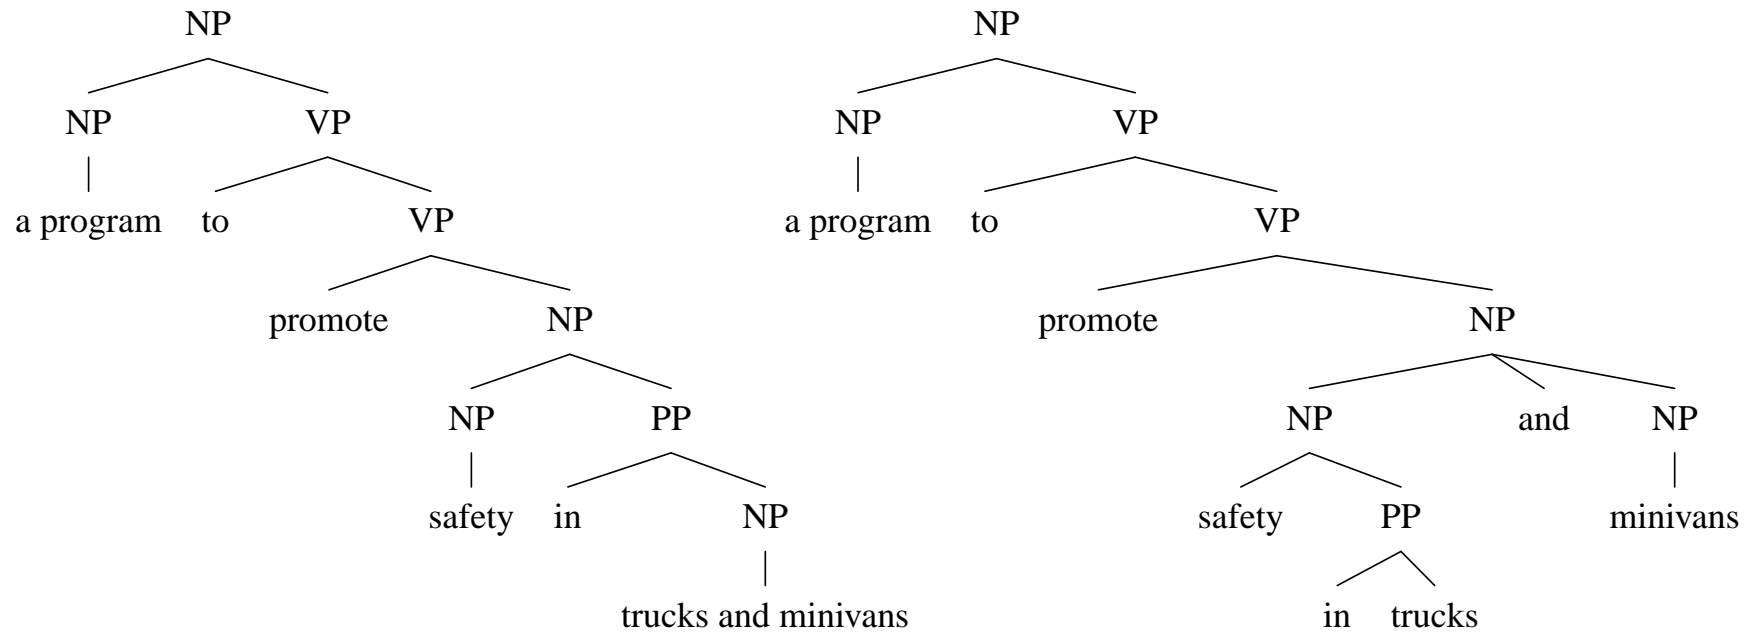 NP NP
NP VP NP VP
a program to VP a program to VP
promote NP promote NP
NP PP NP and NP
safety in NP safety PP minivans
trucks and minivans in trucks